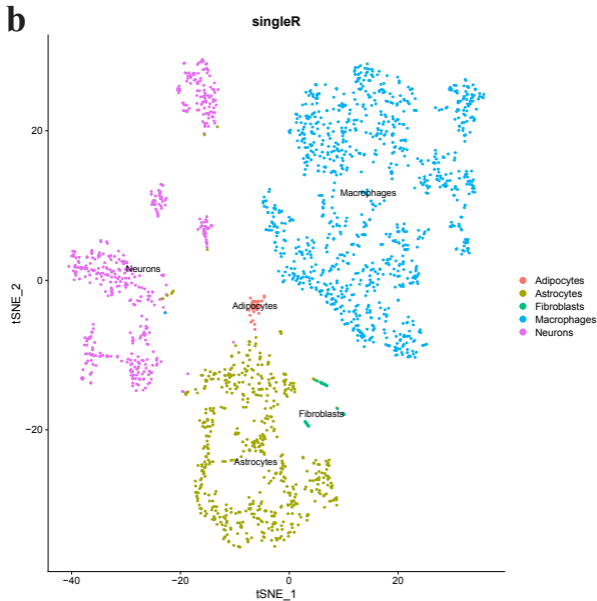 b
singleR
20
Macrophages
Neurons
0
Adipocytes
tSNE_2
Adipocytes
Astrocytes
Fibroblasts
Macrophages
Neurons
Fibroblasts
−20
Astrocytes
−40
−20
0
20
tSNE_1